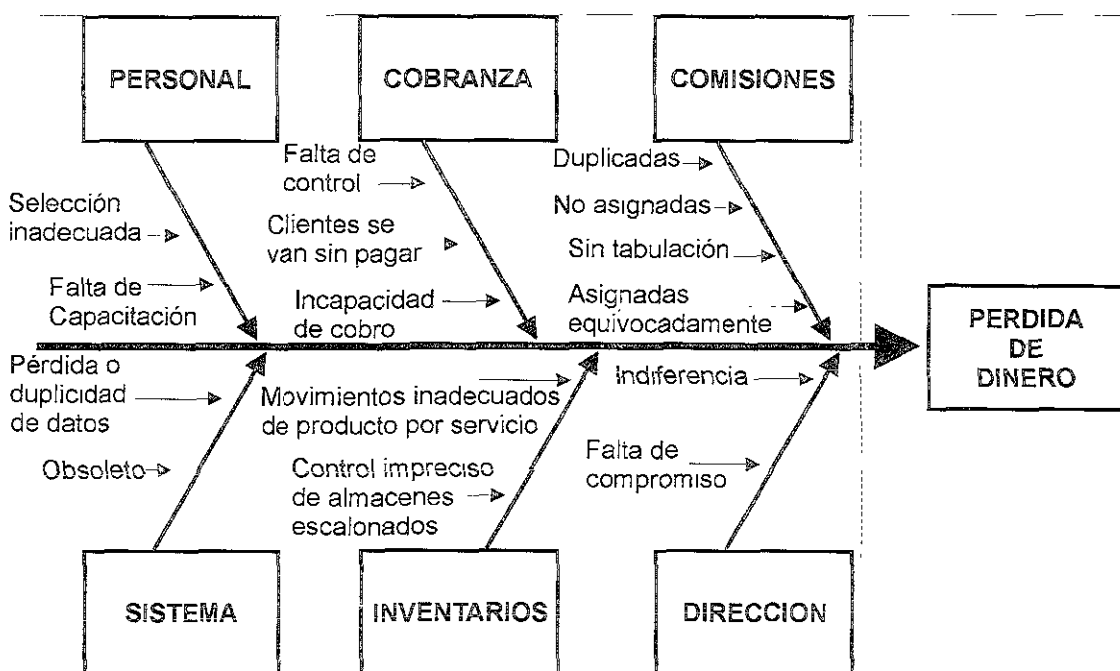 PERSONAL
COBRANZA
COMISIONES
Selección
inadecuada
Falta de
Capacitación
Falta de
control
Clientes se
van sin pagar
Incapacidad
de cobro
Duplicadas
No asignadas
Sin tabulación
Asignadas
equivocadamente
PERDIDA
DE
DINERO
Pérdida o
duplicidad
de datos
Obsoleto
Movimientos inadecuados
de producto por servicio
Control impreciso
de almacenes
escalonados
Indiferencia
Falta de
compromiso
SISTEMA
INVENTARIOS
DIRECCION